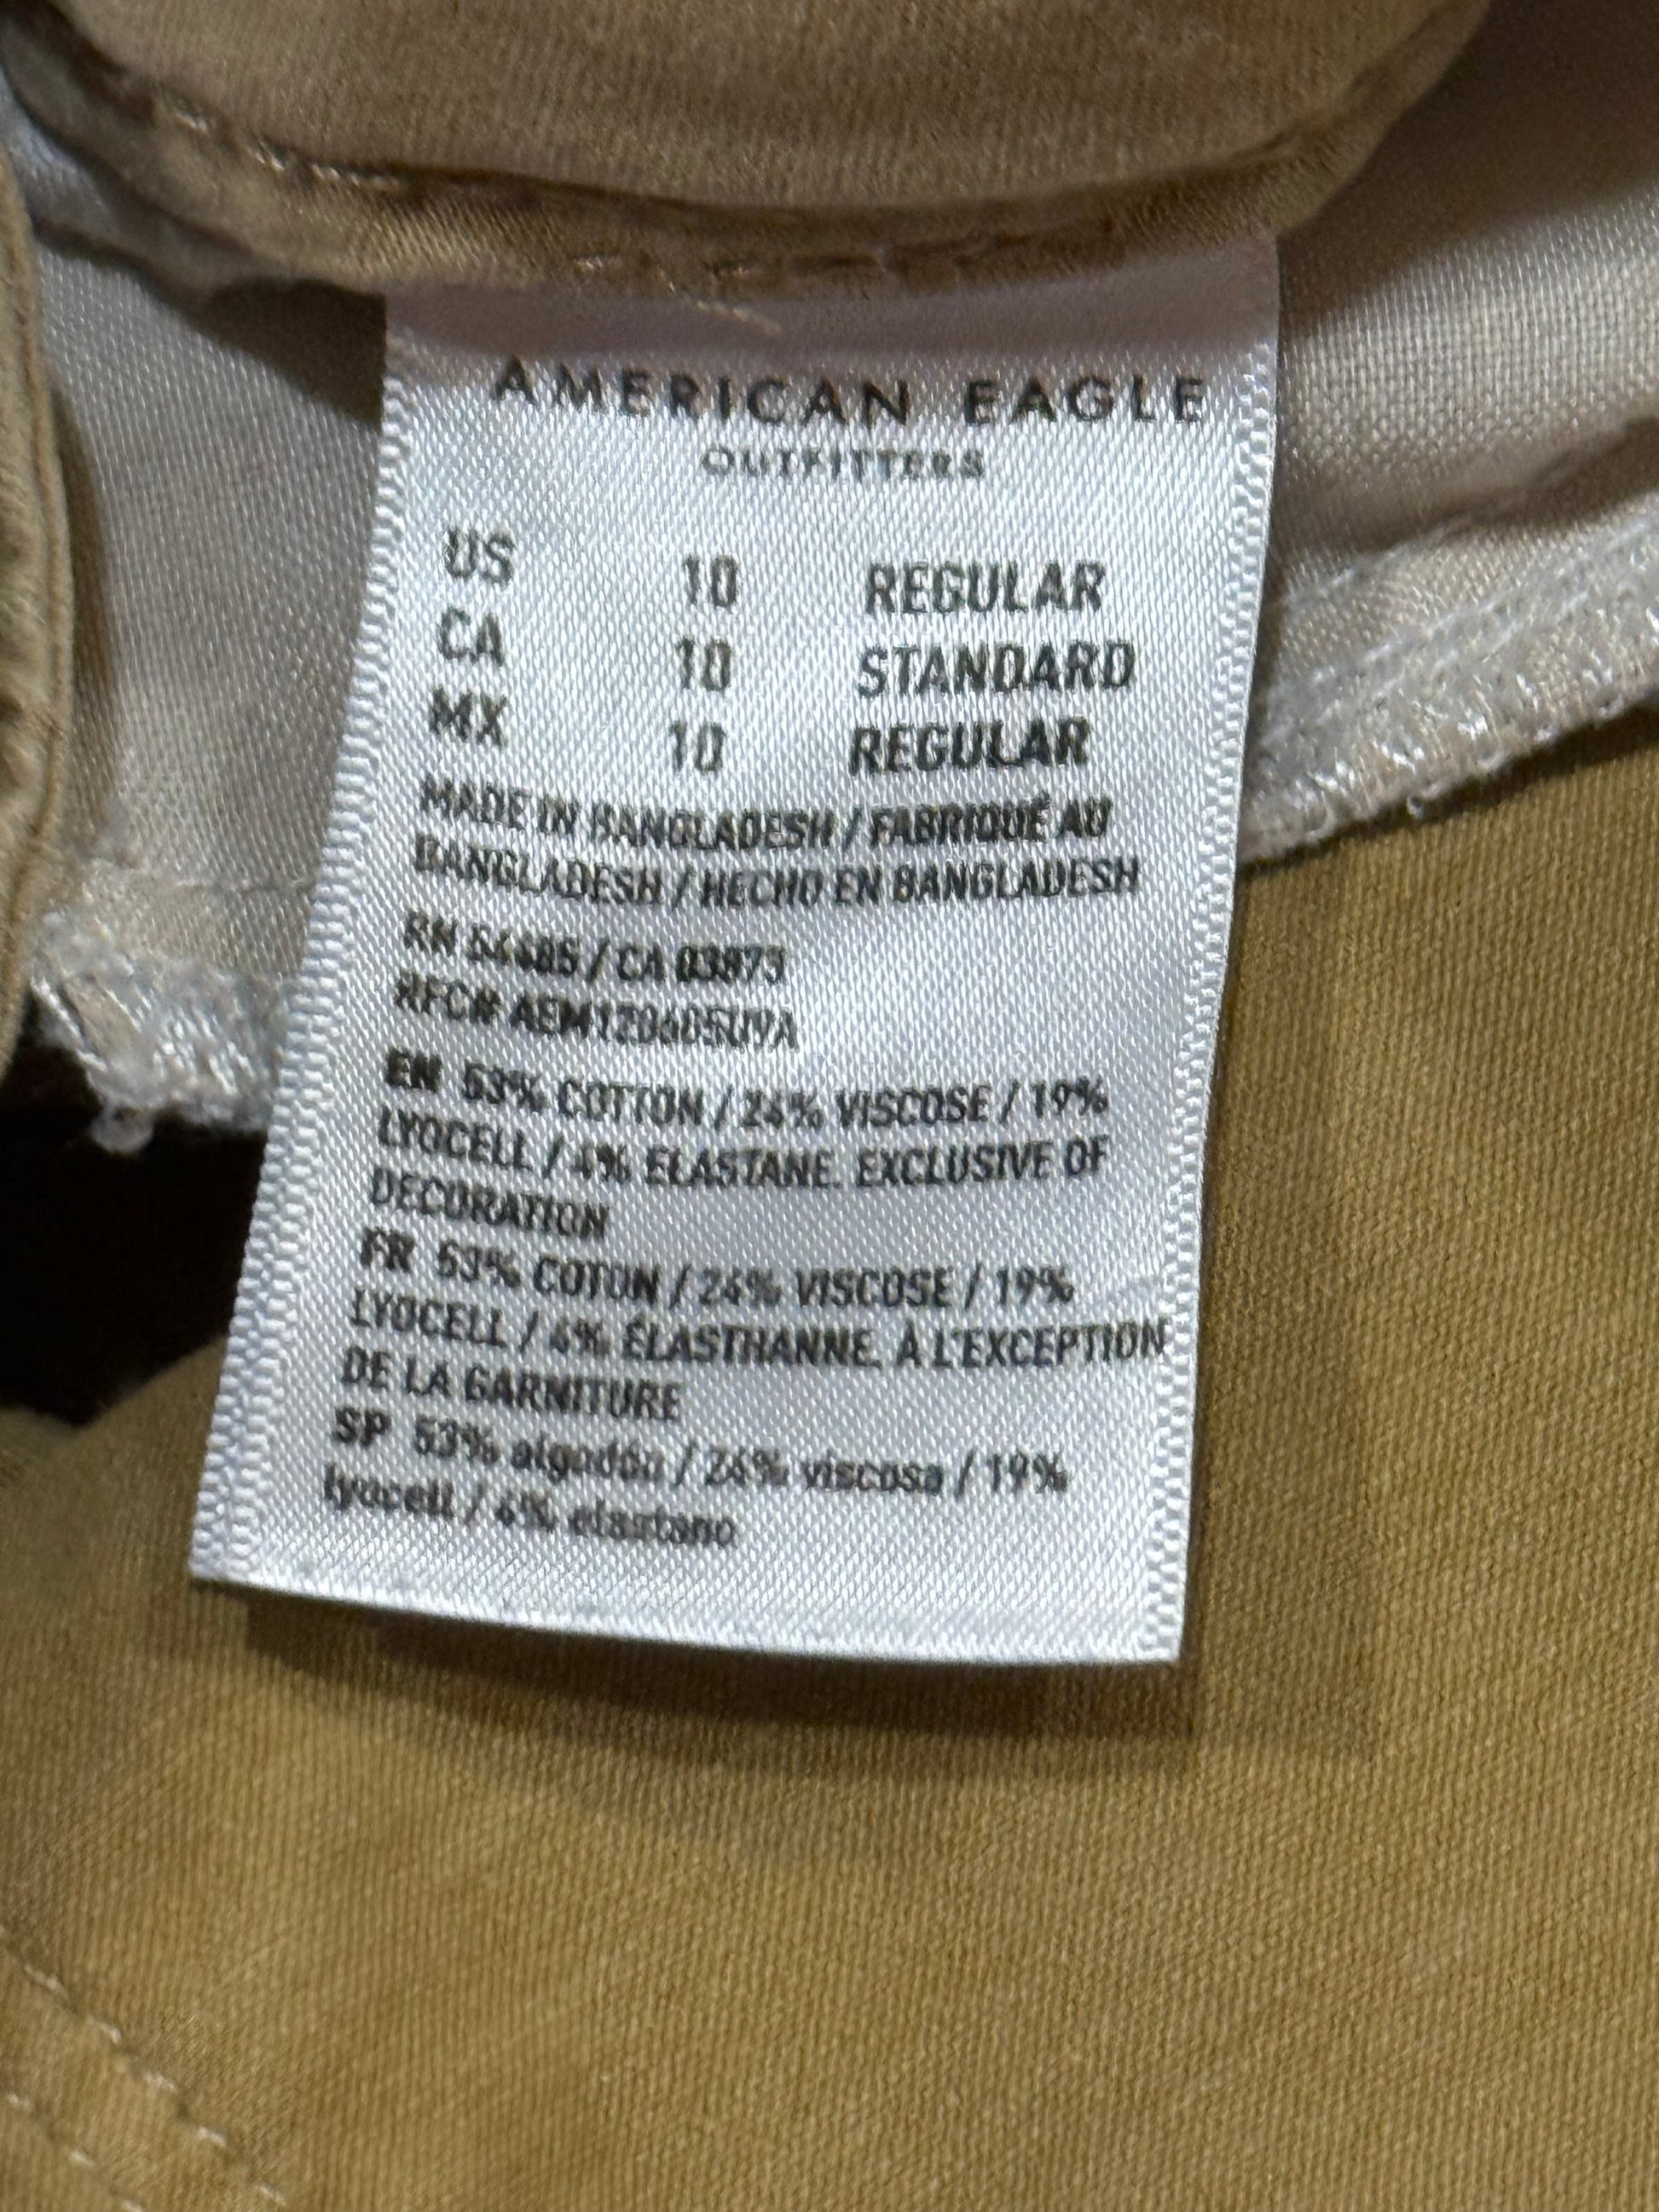 AMERICAN EAGLE
OUTFITTERS
US 10 REGULAR
CA 10 STANDARD
MX 10 REGULAR
MADE IN BANGLADESH / FABRIQUÉ AU
BANGLADESH / HECHO EN BANGLADESH
RN 54485 / CA 03873
RFC# AEM120605U9A
EN 53% COTTON / 24% VISCOSE / 19%
LYOCELL / 4% ELASTANE. EXCLUSIVE OF
DECORATION
FR 53% COTON / 24% VISCOSE / 19%
LYOCELL / 4% ÉLASTHANNE. À L'EXCEPTION
DE LA GARNITURE
SP 53% algodón / 24% viscosa / 19%
lyocell / 4% elastano